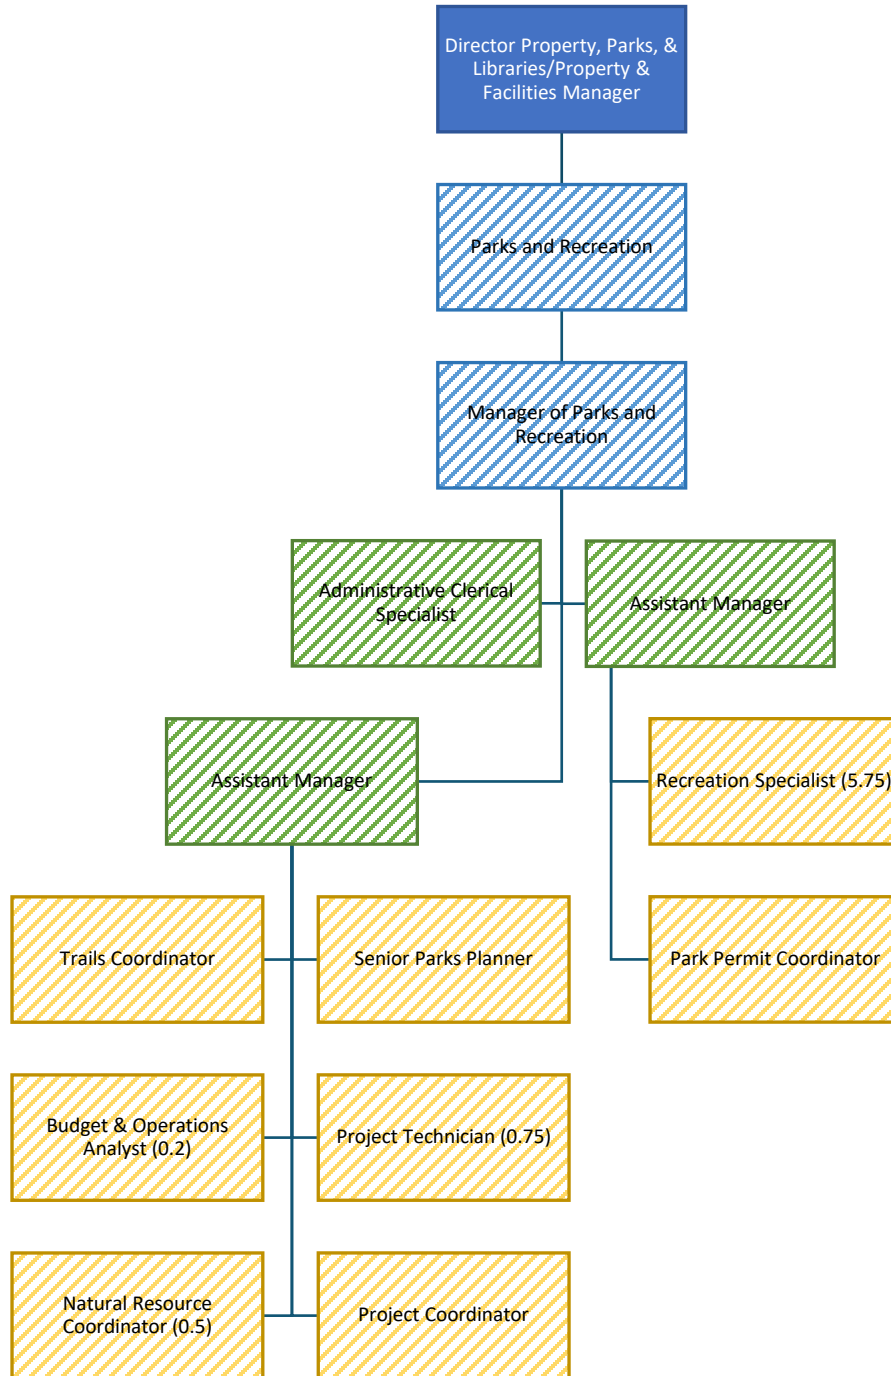 Director Property, Parks, &
Libraries/Property &
Facilities Manager
Parks and Recreation
Manager of Parks and
Recreation
Administrative Clerical
Specialist
Assistant Manager
Assistant Manager
Recreation Specialist (5.75)
Trails Coordinator
Senior Parks Planner
Park Permit Coordinator
Budget & Operations
Analyst (0.2)
Project Technician (0.75)
Natural Resource
Coordinator (0.5)
Project Coordinator